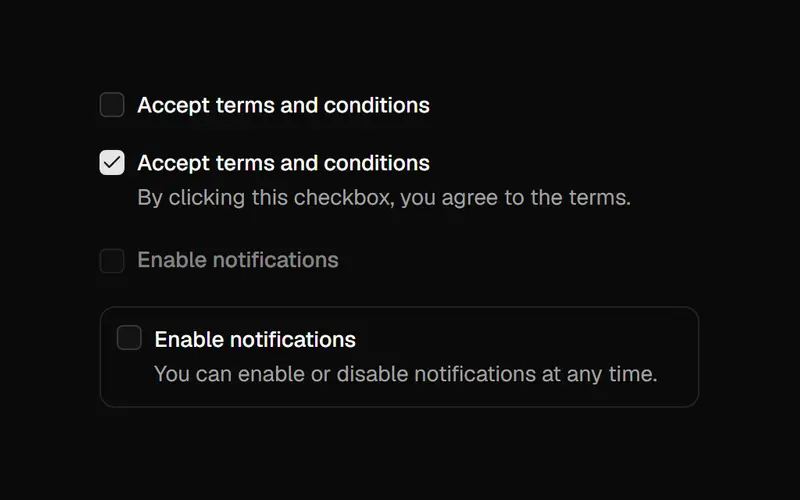 Accept terms and conditions
Accept terms and conditions
By clicking this checkbox, you agree to the terms.
Enable notifications
Enable notifications
You can enable or disable notifications at any time.